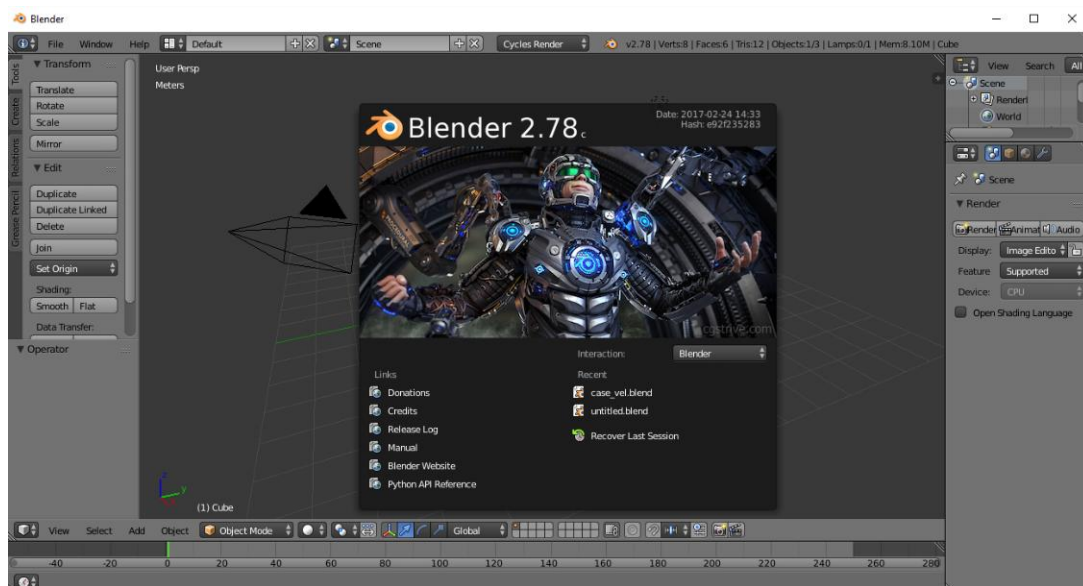 Blender
File Window Help Default Scene Cycles Render v2.78 | Verts:8 | Faces:6 | Tris:12 | Objects:1/3 | Lamps:0/1 | Mem:8.10M | Cube
Tools
Create
Relations
Grease Pencil
Transform
Translate
Rotate
Scale
Mirror
Edit
Duplicate
Duplicate Linked
Delete
Join
Set Origin
Shading:
Smooth Flat
Data Transfer:
Operator
User Persp
Meters
Blender 2.78 c
Date: 2017-02-24 14:33
Hash: e92f235283
cgstrive.com
Interaction: Blender
Links
Donations
Credits
Release Log
Manual
Blender Website
Python API Reference
Recent
case_vel.blend
untitled.blend
Recover Last Session
z
y
(1) Cube
View Select Add Object Object Mode Global
-40 -20 0 20 40 60 80 100 120 140 160 180 200 220 240 260 280
View Search All
Scene
Renderl
World
Scene
Render
Render Animat Audio
Display: Image Edito
Feature Supported
Device: CPU
Open Shading Language